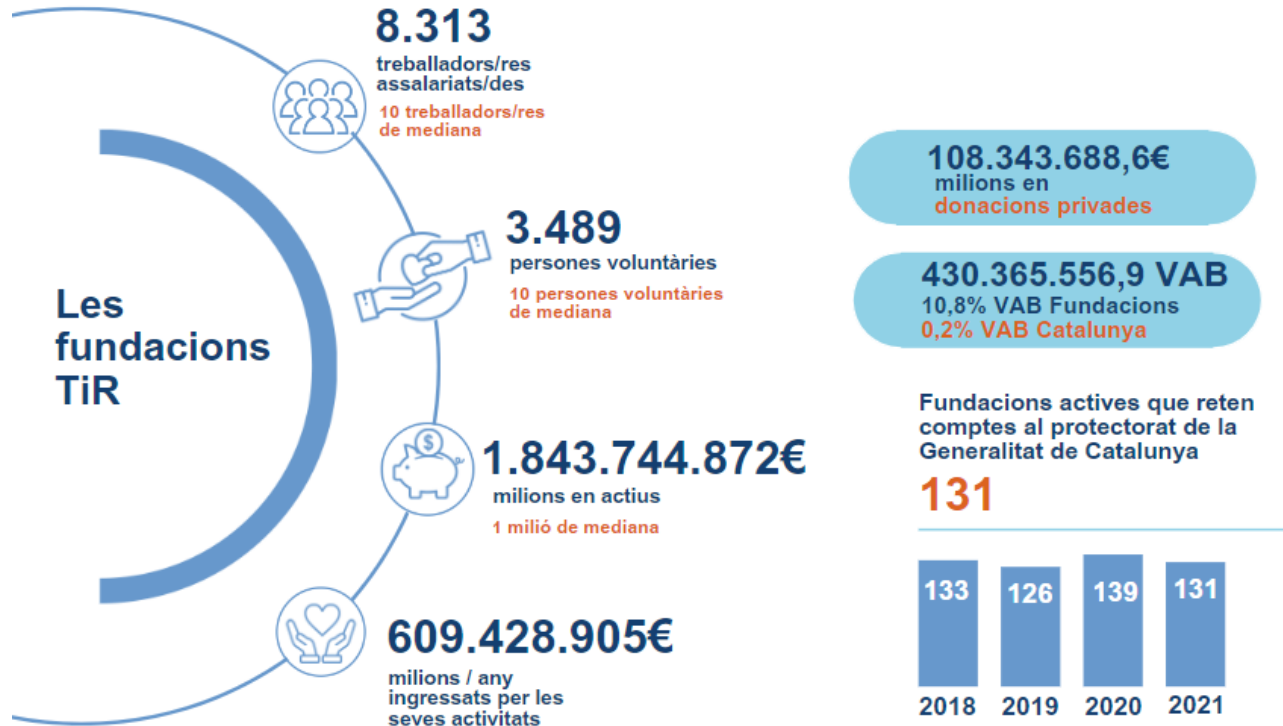 Les
fundacions
TiR
8.313
treballadors/res
assalariats/des
10 treballadors/res
de mediana
3.489
persones voluntàries
10 persones voluntàries
de mediana
$
1.843.744.872€
milions en actius
1 milió de mediana
609.428.905€
milions / any
ingressats per les
seves activitats
108.343.688,6€
milions en
donacions privades
430.365.556,9 VAB
10,8% VAB Fundacions
0,2% VAB Catalunya
Fundacions actives que reten
comptes al protectorat de la
Generalitat de Catalunya
131
133 126 139 131
2018 2019 2020 2021